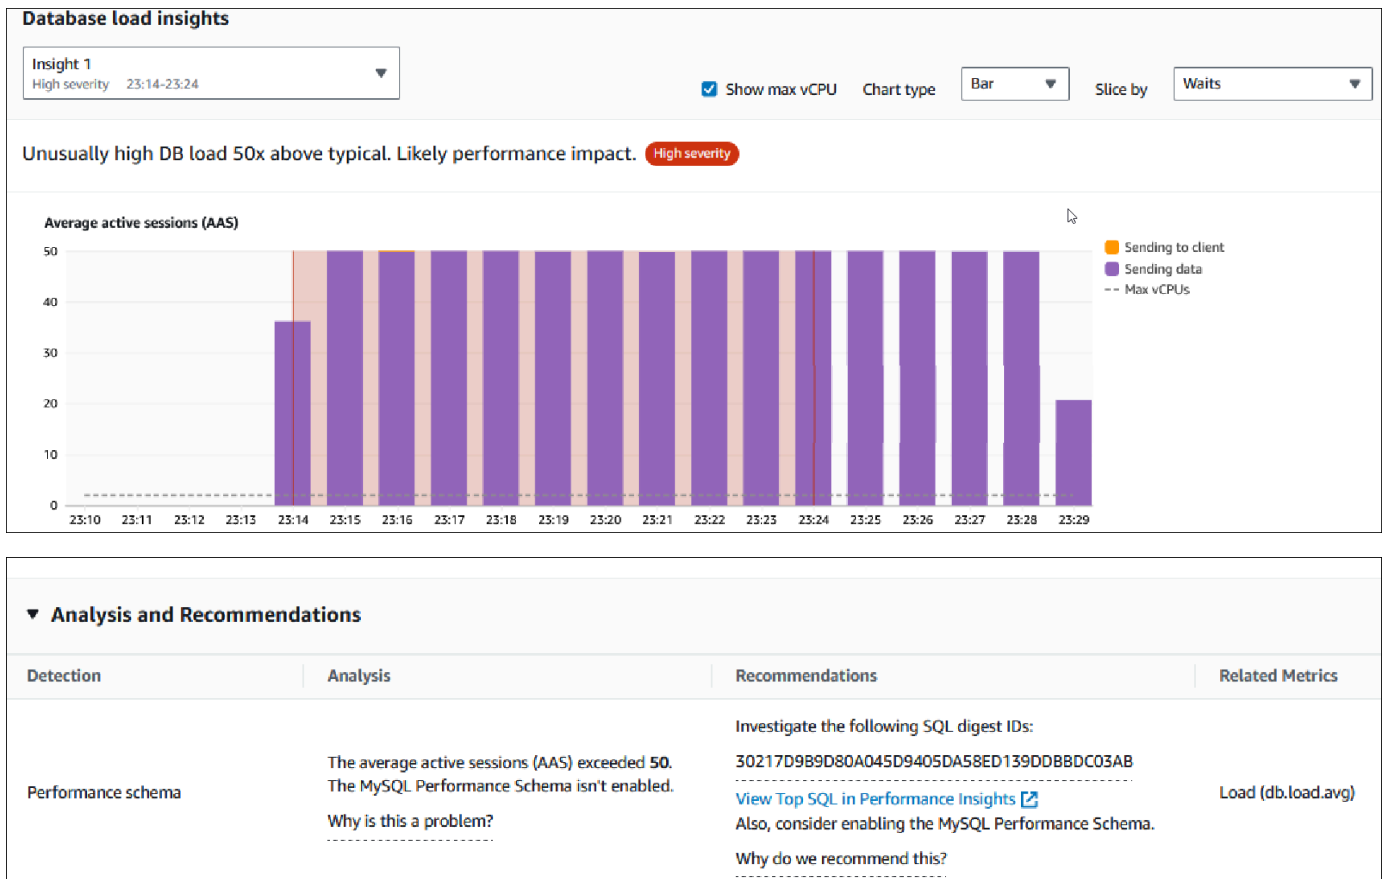 Database load insights
Insight 1
High severity 23:14-23:24
Show max vCPU Chart type Bar Slice by Waits
Unusually high DB load 50x above typical. Likely performance impact. High severity
Average active sessions (AAS)
50
40
30
20
10
0
23:10 23:11 23:12 23:13 23:14 23:15 23:16 23:17 23:18 23:19 23:20 23:21 23:22 23:23 23:24 23:25 23:26 23:27 23:28 23:29
Sending to client
Sending data
Max vCPUs
Analysis and Recommendations
Detection Analysis Recommendations Related Metrics
Performance schema
The average active sessions (AAS) exceeded 50.
The MySQL Performance Schema isn't enabled.
Why is this a problem?
Investigate the following SQL digest IDs:
30217D9B9D80A045D9405DA58ED139DDBBDC03AB
View Top SQL in Performance Insights
Also, consider enabling the MySQL Performance Schema.
Why do we recommend this?
Load (db.load.avg)